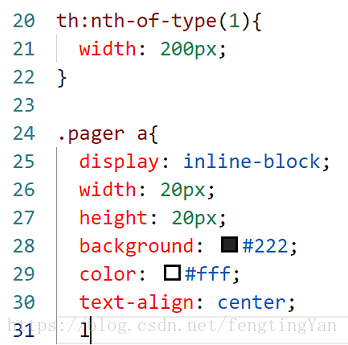 20 th:nth-of-type(1){
21 width: 200px;
22 }
23
24 .pager a{
25 display: inline-block;
26 width: 20px;
27 height: 20px;
28 background: #222;
29 color: #fff;
30 text-align: center;
31 l
https://blog.csdn.net/fengtingYan